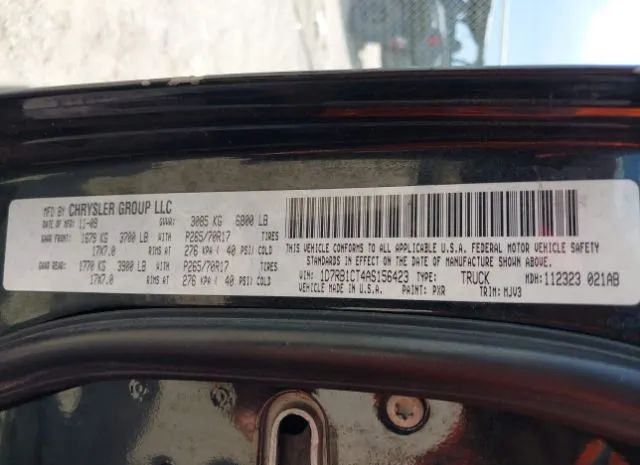 MFD BY CHRYSLER GROUP LLC
DATE OF MFG: 11-09 GVWR: 3085 KG 6800 LB
GAWR FRONT: 1679 KG 3700 LB P265/70R17 TIRES
17X7.0 RIMS AT 276 KPA ( 40 PSI) COLD
GAWR REAR: 1770 KG 3900 LB P265/70R17 TIRES
17X7.0 RIMS AT 276 KPA ( 40 PSI) COLD
THIS VEHICLE CONFORMS TO ALL APPLICABLE U.S.A. FEDERAL MOTOR VEHICLE SAFETY
STANDARDS IN EFFECT ON THE DATE OF MANUFACTURE SHOWN ABOVE.
VIN: 1D7RB1CT4AS156423 TYPE: TRUCK MDH: 112323 021AB
VEHICLE MADE IN U.S.A. PAINT: PXR TRIM: MJV3